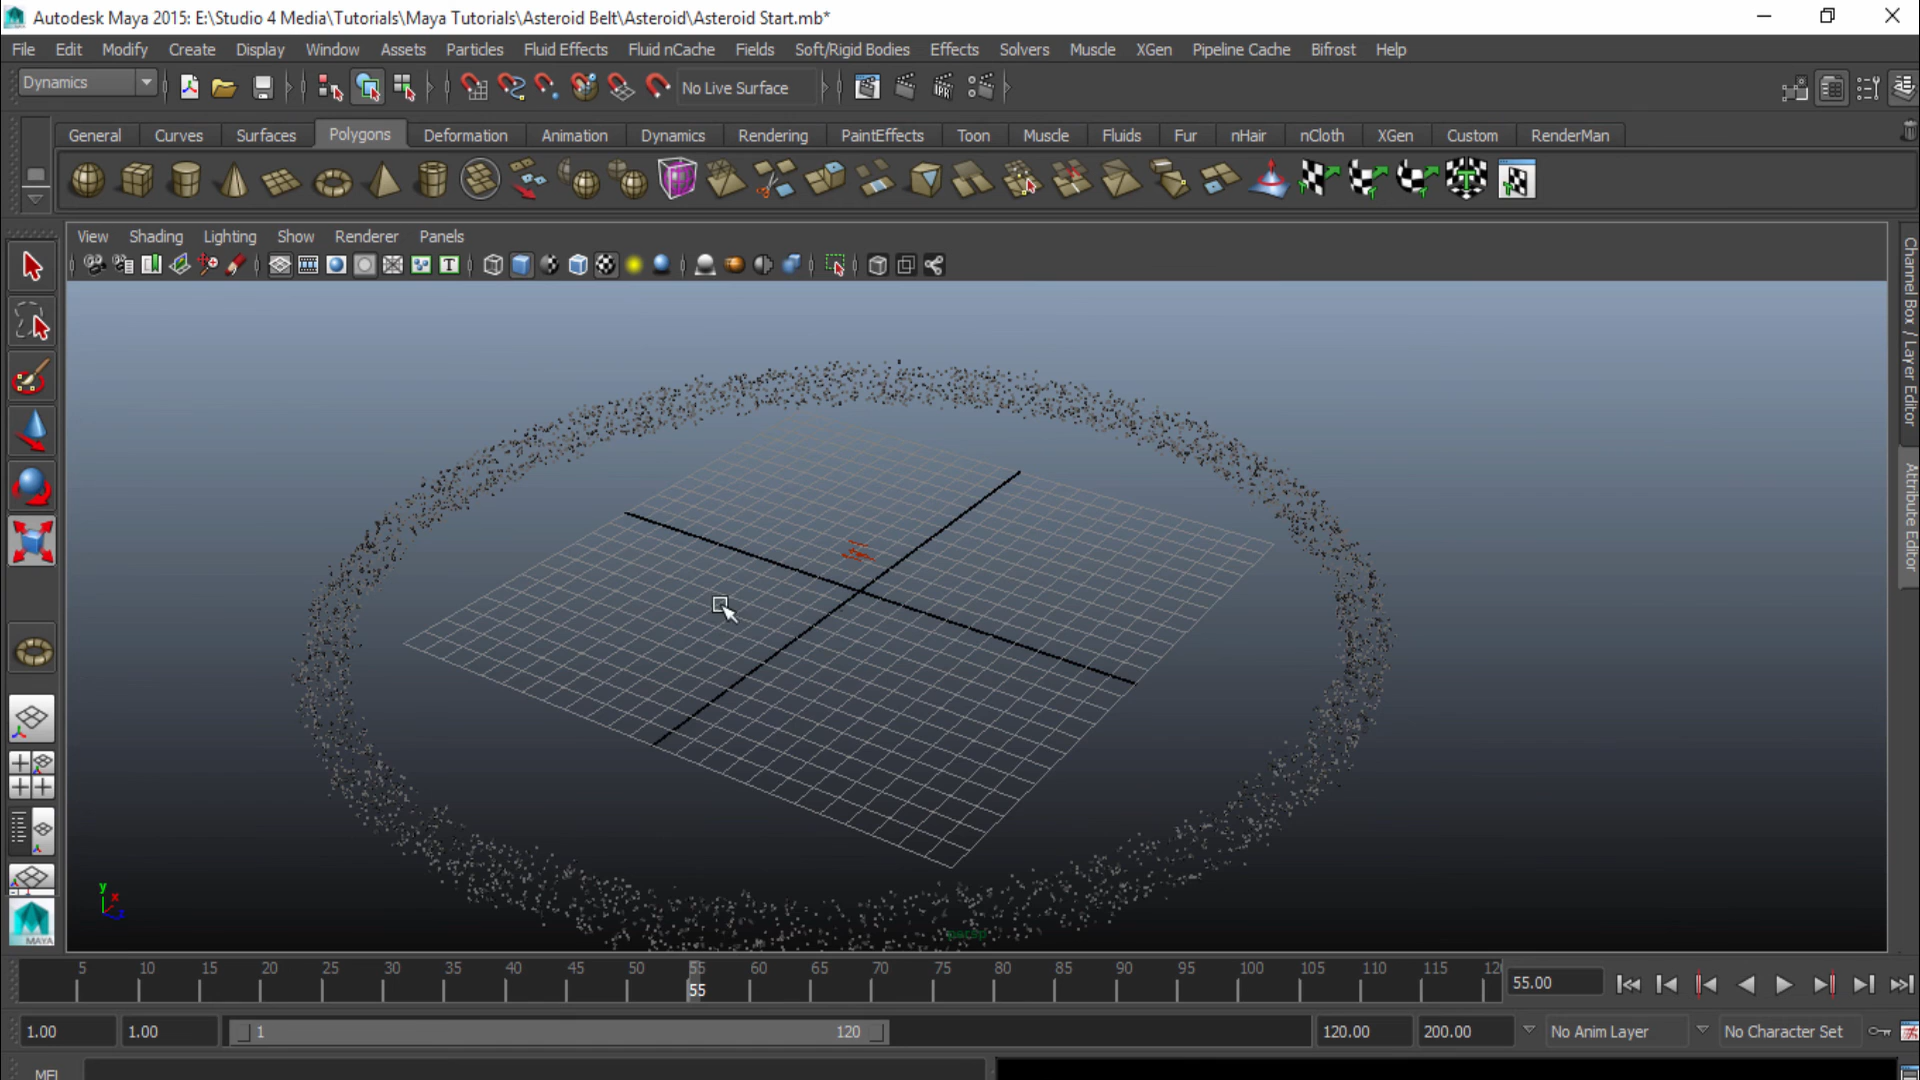 Autodesk Maya 2015: E:\Studio 4 Media\Tutorials\Maya Tutorials\Asteroid Belt\Asteroid\Asteroid Start.mb*
File Edit Modify Create Display Window Assets Particles Fluid Effects Fluid nCache Fields Soft/Rigid Bodies Effects Solvers Muscle XGen Pipeline Cache Bifrost Help
Dynamics No Live Surface
General Curves Surfaces Polygons Deformation Animation Dynamics Rendering PaintEffects Toon Muscle Fluids Fur nHair nCloth XGen Custom RenderMan
View Shading Lighting Show Renderer Panels
Channel Box / Layer Editor
Attribute Editor
y
x
z
persp
MAYA
5 10 15 20 25 30 35 40 45 50 55 60 65 70 75 80 85 90 95 100 105 110 115 12
55
55.00
1.00 1.00 1 120 120.00 200.00 No Anim Layer No Character Set
MEL